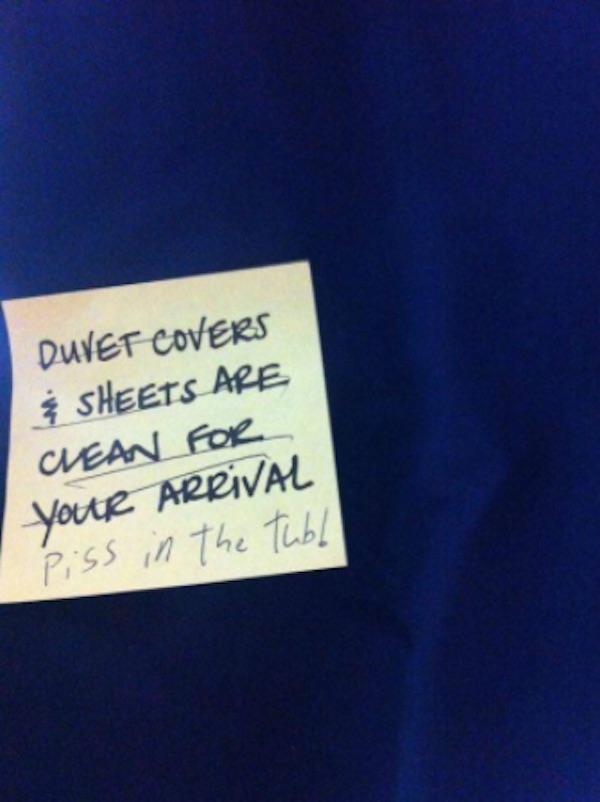 DUVET COVERS
& SHEETS ARE
CLEAN FOR
YOUR ARRIVAL
Piss in the tub!